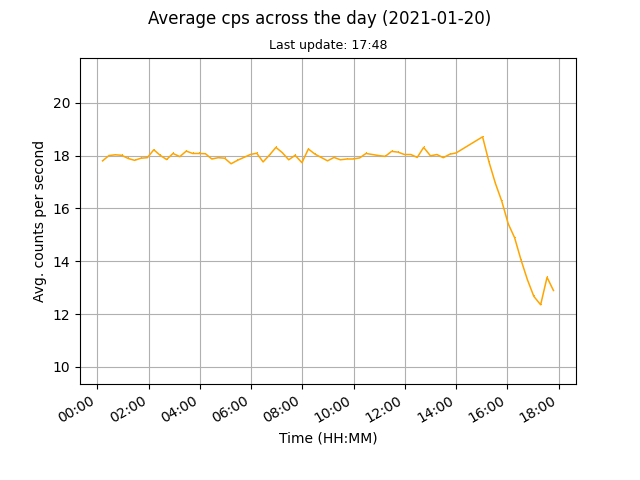 Average cps across the day (2021-01-20)
Last update: 17:48
Avg. counts per second
20
18
16
14
12
10
00:00 02:00 04:00 06:00 08:00 10:00 12:00 14:00 16:00 18:00
Time (HH:MM)